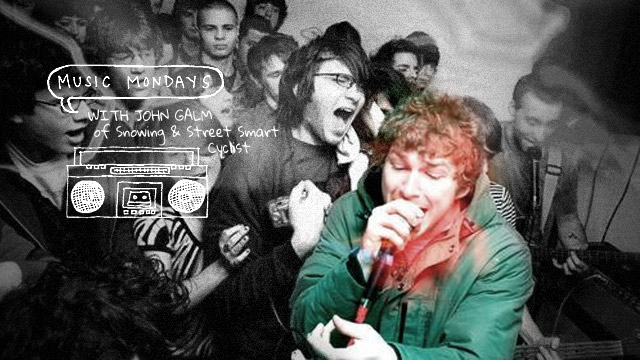 MUSIC MONDAYS
WITH JOHN GALM
of Snowing & Street Smart
Cyclist